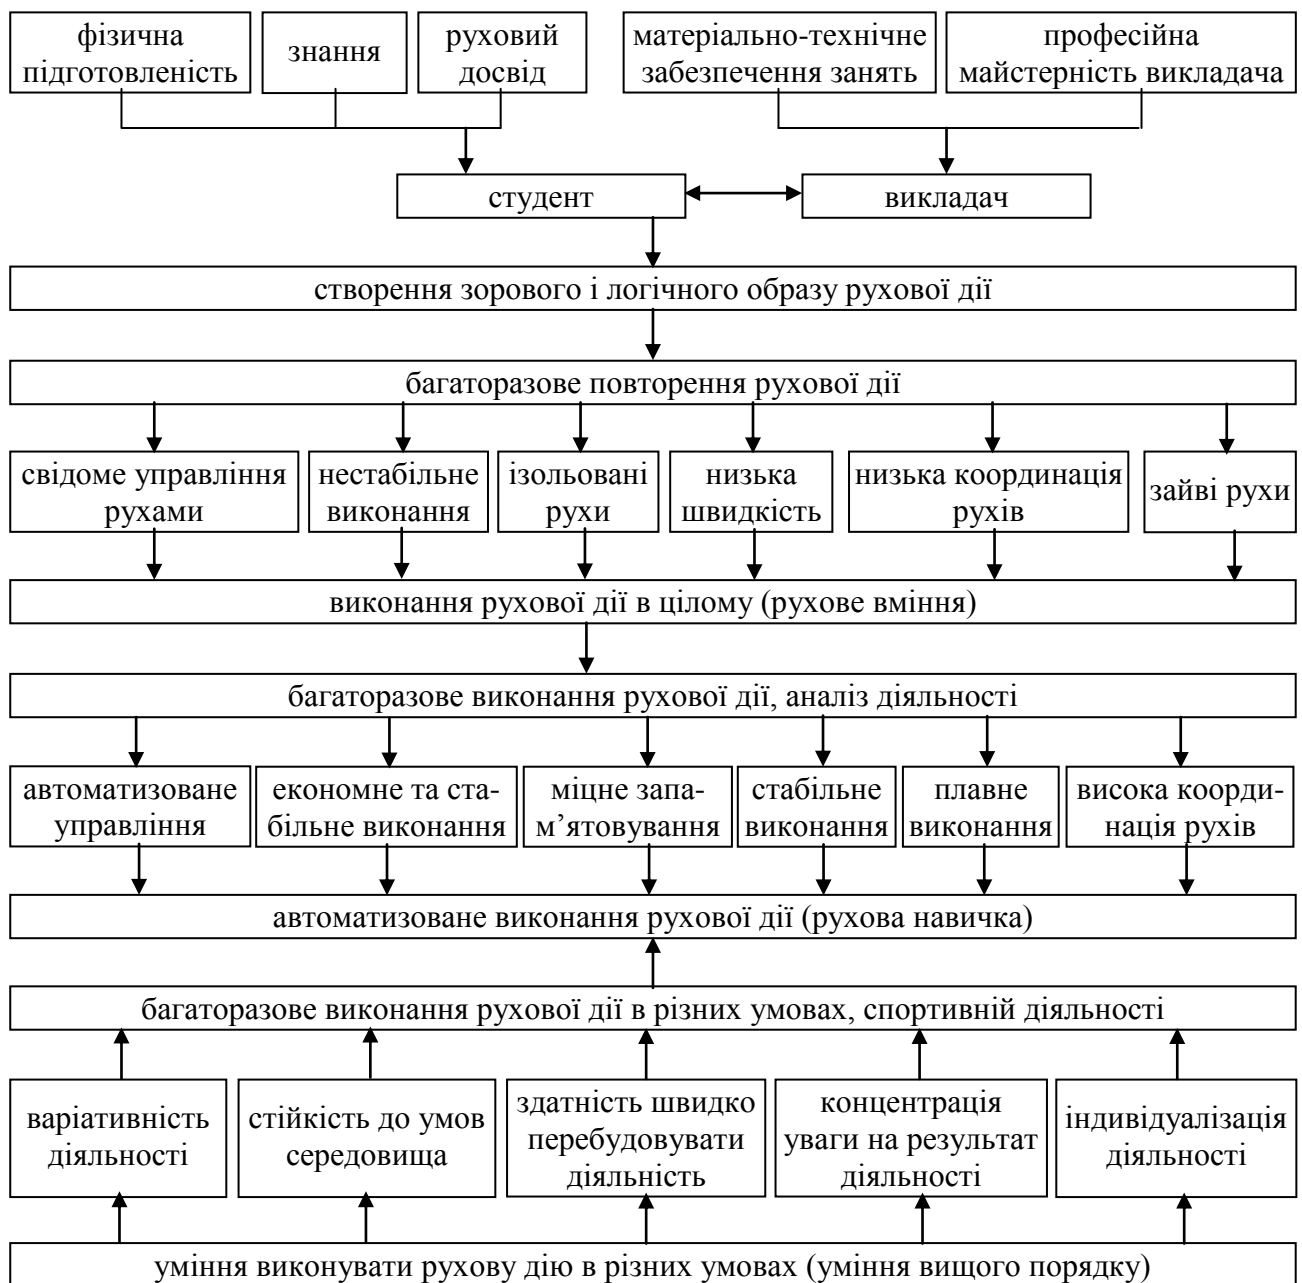 фізична
підготовленість
знання
руховий
досвід
матеріально-технічне
забезпечення занять
професійна
майстерність викладача
студент
викладач
створення зорового і логічного образу рухової дії
багаторазове повторення рухової дії
свідоме управління
рухами
нестабільне
виконання
ізольовані
рухи
низька
швидкість
низька координація
рухів
зайві рухи
виконання рухової дії в цілому (рухове вміння)
багаторазове виконання рухової дії, аналіз діяльності
автоматизоване
управління
економне та ста-
більне виконання
міцне запа-
м’ятовування
стабільне
виконання
плавне
виконання
висока коорди-
нація рухів
автоматизоване виконання рухової дії (рухова навичка)
багаторазове виконання рухової дії в різних умовах, спортивній діяльності
варіативність
діяльності
стійкість до умов
середовища
здатність швидко
перебудовувати
діяльність
концентрація
уваги на результат
діяльності
індивідуалізація
діяльності
уміння виконувати рухову дію в різних умовах (уміння вищого порядку)